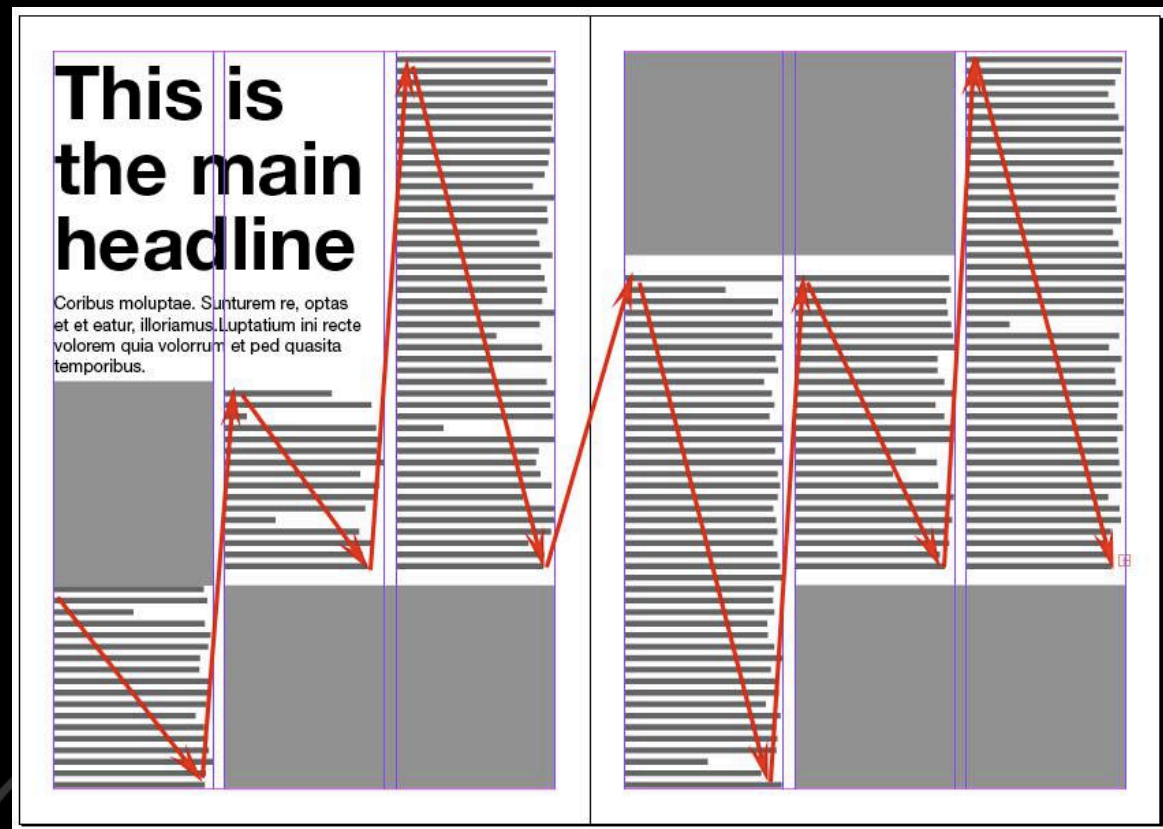 This is
the main
headline
Coribus moluptae. Sunturem re, optas
et et eatur, illoriamus.Luptatium ini recte
volorem quia volorrum et ped quasita
temporibus.